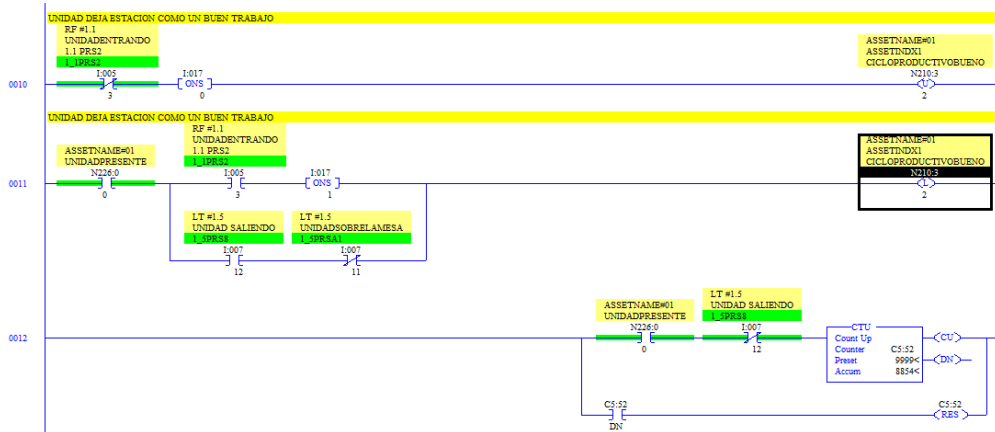 UNIDAD DEJA ESTACION COMO UN BUEN TRABAJO
RF #1.1
UNIDADENTRANDO
1.1 PRS2
1_1PRS2
I:005
3
I:017
ONS
0
ASSETNAME#01
ASSETINDX1
CICLOPRODUCTIVOBUENO
N210:3
U
2
0010
UNIDAD DEJA ESTACION COMO UN BUEN TRABAJO
ASSETNAME#01
UNIDADPRESENTE
N226:0
0
RF #1.1
UNIDADENTRANDO
1.1 PRS2
1_1PRS2
I:005
3
I:017
ONS
1
ASSETNAME#01
ASSETINDX1
CICLOPRODUCTIVOBUENO
N210:3
L
2
0011
LT #1.5
UNIDAD SALIENDO
1_5PRS8
I:007
12
LT #1.5
UNIDADSOBRELAMESA
1_5PRSA1
I:007
11
0012
ASSETNAME#01
UNIDADPRESENTE
N226:0
0
LT #1.5
UNIDAD SALIENDO
1_5PRS8
I:007
12
CTU
Count Up
Counter C5:52
Preset 9999<
Accum 8854<
CU
DN
C5:52
DN
C5:52
RES